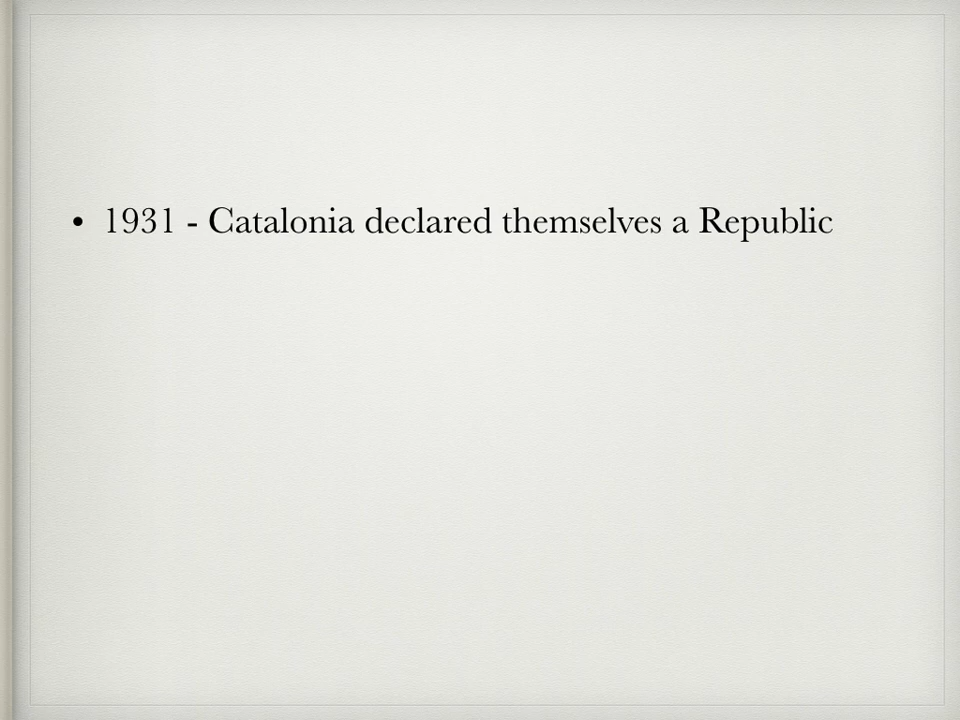 • 1931 - Catalonia declared themselves a Republic